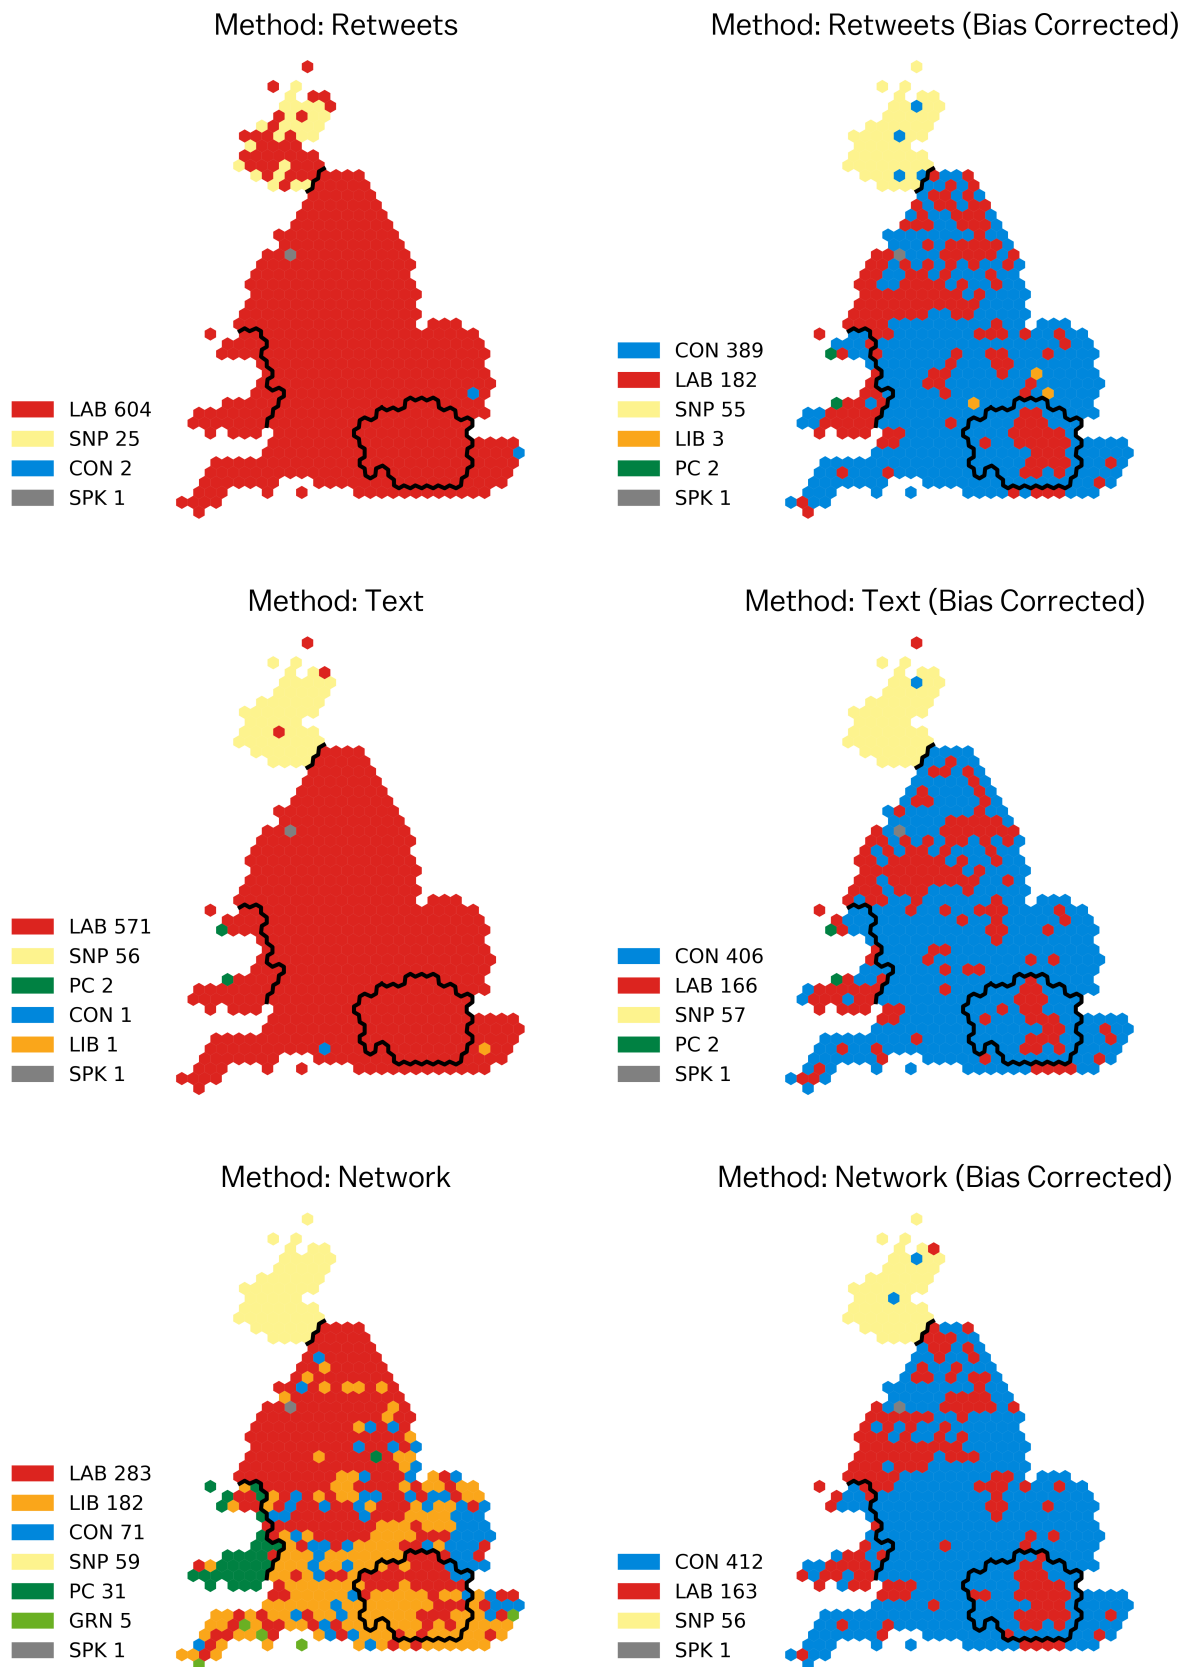 Method: Retweets
Method: Retweets (Bias Corrected)
LAB 604
SNP 25
CON 2
SPK 1
CON 389
LAB 182
SNP 55
LIB 3
PC 2
SPK 1
Method: Text
Method: Text (Bias Corrected)
LAB 571
SNP 56
PC 2
CON 1
LIB 1
SPK 1
CON 406
LAB 166
SNP 57
PC 2
SPK 1
Method: Network
Method: Network (Bias Corrected)
LAB 283
LIB 182
CON 71
SNP 59
PC 31
GRN 5
SPK 1
CON 412
LAB 163
SNP 56
SPK 1